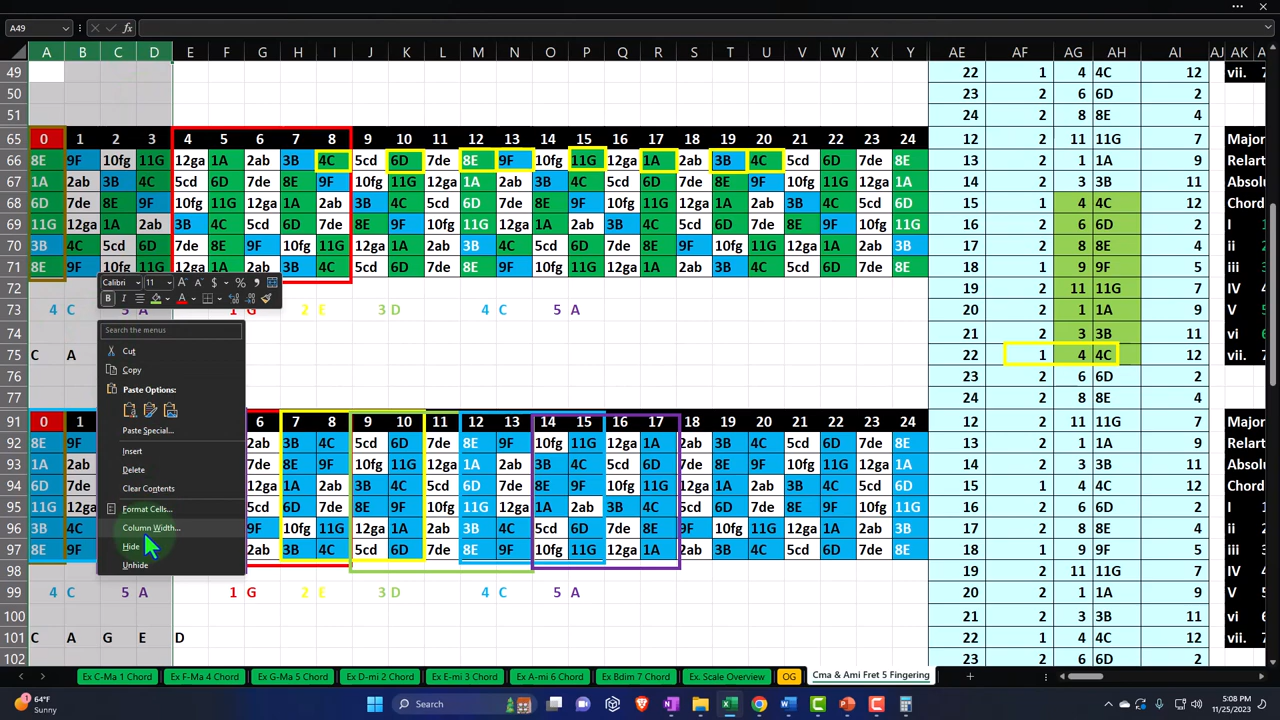 A49 fx
A B C D E F G H I J K L M N O P Q R S T U V W X Y AE AF AG AH AI AJ AK AL
49 22 1 4 4C 12 vii. 7
50 23 2 6 6D 2
51 24 2 8 8E
65 0 1 2 3 4 5 6 7 8 9 10 11 12 13 14 15 16 17 18 19 20 21 22 23 24 12 2 11 11G 7 Major
66 8E 9F 10fg 11G 12ga 1A 2ab 3B 4C 5cd 6D 7de 8E 9F 10fg 11G 12ga 1A 2ab 3B 4C 5cd 6D 7de 8E 13 2 1 1A 9 Relart
67 1A 2ab 3B 4C 5cd 6D 7de 8E 9F 10fg 11G 12ga 1A 2ab 3B 4C 5cd 6D 7de 8E 9F 10fg 11G 12ga 1A 14 2 3 3B 11 Absolu
68 6D 7de 8E 9F 10fg 11G 12ga 1A 2ab 3B 4C 5cd 6D 7de 8E 9F 10fg 11G 12ga 1A 2ab 3B 4C 5cd 6D 15 1 4 4C 12 Chord
69 11G 12ga 1A 2ab 3B 4C 5cd 6D 7de 8E 9F 10fg 11G 12ga 1A 2ab 3B 4C 5cd 6D 7de 8E 9F 10fg 11G 16 2 6 6D 2 I 1
70 3B 4C 5cd 6D 7de 8E 9F 10fg 11G 12ga 1A 2ab 3B 4C 5cd 6D 7de 8E 9F 10fg 11G 12ga 1A 2ab 3B 17 2 8 8E ii 2
71 8E 9F 10fg 11G 12ga 1A 2ab 3B 4C 5cd 6D 7de 8E 9F 10fg 11G 12ga 1A 2ab 3B 4C 5cd 6D 7de 8E 18 1 9 9F 5 iii 3
72 19 2 11 11G 7 IV
73 4 C 5 A 1 G 2 E 3 D 4 C 5 A 20 2 1 1A 9 V
74 21 2 3 3B 11 vi
75 C A 22 1 4 4C 12 vii. 7
76 23 2 6 6D 2
77 24 2 8 8E
91 0 1 6 7 8 9 10 11 12 13 14 15 16 17 18 19 20 21 22 23 24 12 2 11 11G 7 Major
92 8E 9F 2ab 3B 4C 5cd 6D 7de 8E 9F 10fg 11G 12ga 1A 2ab 3B 4C 5cd 6D 7de 8E 13 2 1 1A 9 Relart
93 1A 2ab 7de 8E 9F 10fg 11G 12ga 1A 2ab 3B 4C 5cd 6D 7de 8E 9F 10fg 11G 12ga 1A 14 2 3 3B 11 Absolu
94 6D 7de 12ga 1A 2ab 3B 4C 5cd 6D 7de 8E 9F 10fg 11G 12ga 1A 2ab 3B 4C 5cd 6D 15 1 4 4C 12 Chord
95 11G 12ga 5cd 6D 7de 8E 9F 10fg 11G 12ga 1A 2ab 3B 4C 5cd 6D 7de 8E 9F 10fg 11G 16 2 6 6D 2 I
96 3B 4C 9F 10fg 11G 12ga 1A 2ab 3B 4C 5cd 6D 7de 8E 9F 10fg 11G 12ga 1A 2ab 3B 17 2 8 8E ii
97 8E 9F 2ab 3B 4C 5cd 6D 7de 8E 9F 10fg 11G 12ga 1A 2ab 3B 4C 5cd 6D 7de 8E 18 1 9 9F 5 iii
98 19 2 11 11G 7 IV
99 4 C 5 A 1 G 2 E 3 D 4 C 5 A 20 2 1 1A 9 V
100 21 2 3 3B 11 vi
101 C A G E D 22 1 4 4C 12 vii.
102 23 2 6 6D 2
Calibri 11
Search the menus
Cut
Copy
Paste Options:
Paste Special...
Insert
Delete
Clear Contents
Format Cells...
Column Width...
Hide
Unhide
Ex C-Ma 1 Chord Ex F-Ma 4 Chord Ex G-Ma 5 Chord Ex D-mi 2 Chord Ex E-mi 3 Chord Ex A-mi 6 Chord Ex Bdim 7 Chord Ex. Scale Overview OG Cma & Ami Fret 5 Fingering
64°F
Sunny
Search
5:08 PM
11/25/2023